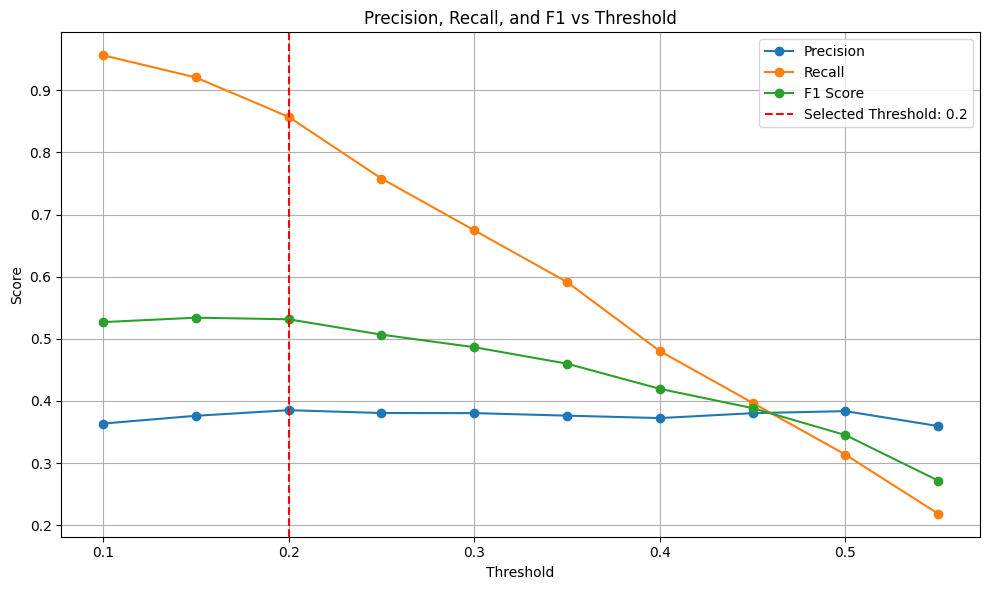 Precision, Recall, and F1 vs Threshold
Precision
Recall
F1 Score
Selected Threshold: 0.2
Score
0.9
0.8
0.7
0.6
0.5
0.4
0.3
0.2
0.1 0.2 0.3 0.4 0.5
Threshold